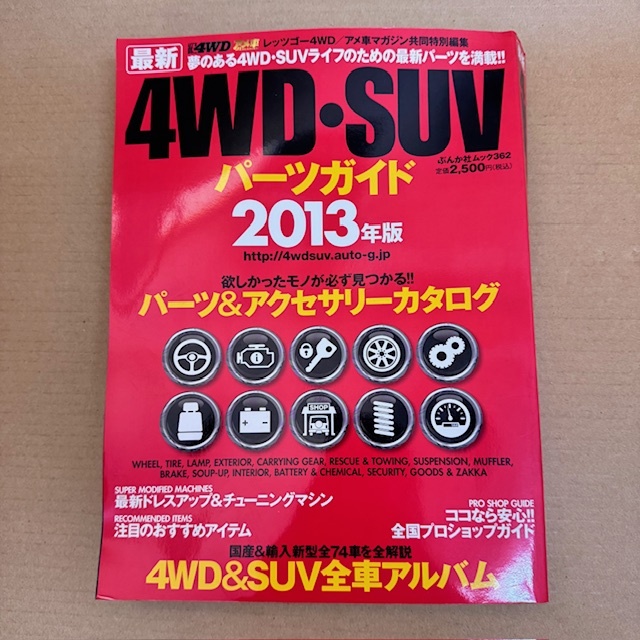 4WD レッツゴー4WD/アメ車マガジン共同特別編集
最新 夢のある4WD・SUVライフのための最新パーツを満載!!
4WD・SUV
ぶんか社ムック362
定価2,500円(税込)
パーツガイド
2013年版
http://4wdsuv.auto-g.jp
欲しかったモノが必ず見つかる!!
パーツ&アクセサリーカタログ
SHOP
WHEEL, TIRE, LAMP, EXTERIOR, CARRYING GEAR, RESCUE & TOWING, SUSPENSION, MUFFLER,
BRAKE, SOUP-UP, INTERIOR, BATTERY & CHEMICAL, SECURITY, GOODS & ZAKKA
SUPER MODIFIED MACHINES
最新ドレスアップ&チューニングマシン
RECOMMENDED ITEMS
注目のおすすめアイテム
PRO SHOP GUIDE
ココなら安心!!
全国プロショップガイド
国産&輸入新型全74車を全解説
4WD&SUV全車アルバム